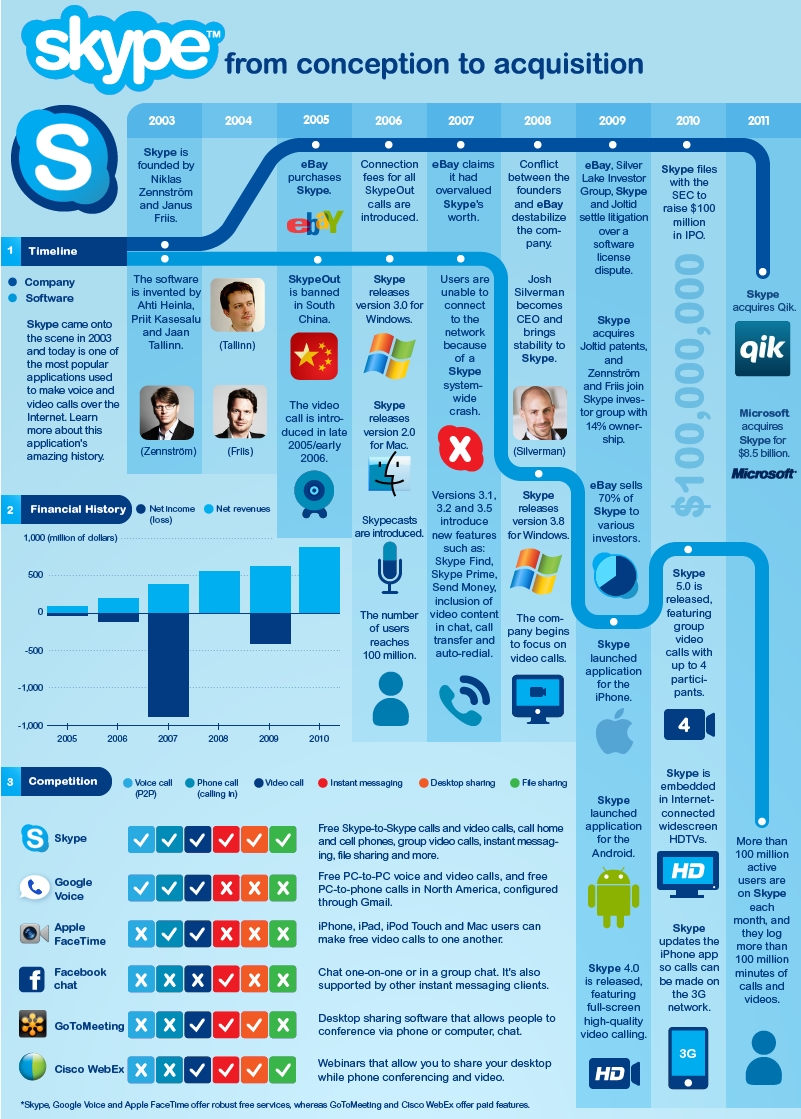 skype™
from conception to acquisition
S
2003
2004
2005
2006
2007
2008
2009
2010
2011
Skype is
founded by
Niklas
Zennström
and Janus
Friis.
eBay
purchases
Skype.
ebaY
Connection
fees for all
SkypeOut
calls are
introduced.
eBay claims
it had
overvalued
Skype's
worth.
Conflict
between the
founders
and eBay
destabilize
the com-
pany.
eBay, Silver
Lake Investor
Group, Skype
and Joltid
settle litigation
over a
software
license
dispute.
Skype files
with the
SEC to
raise $100
million
in IPO.
$100,000,000
Skype
acquires Qik.
qik
Microsoft
acquires
Skype for
$8.5 billion.
Microsoft®
1
Timeline
Company
Software
Skype came onto
the scene in 2003
and today is one of
the most popular
applications used
to make voice and
video calls over the
Internet. Learn
more about this
application's
amazing history.
The software
is invented by
Ahti Heinla,
Priit Kasesalu
and Jaan
Tallinn.
(Zennström)
(Tallinn)
(Friis)
SkypeOut
is banned
in South
China.
The video
call is intro-
duced in late
2005/early
2006.
Skype
releases
version 3.0 for
Windows.
Skype
releases
version 2.0
for Mac.
Skypecasts
are introduced.
The number
of users
reaches
100 million.
Users are
unable to
connect
to the
network
because
of a
Skype
system-
wide
crash.
X
Versions 3.1,
3.2 and 3.5
introduce
new features
such as:
Skype Find,
Skype Prime,
Send Money,
inclusion of
video content
in chat, call
transfer and
auto-redial.
Josh
Silverman
becomes
CEO and
brings
stability to
Skype.
(Silverman)
Skype
releases
version 3.8
for Windows.
The com-
pany begins
to focus on
video calls.
Skype
acquires
Joltid patents,
and
Zennström
and Friis join
Skype inves-
tor group with
14% owner-
ship.
eBay sells
70% of
Skype to
various
investors.
Skype
launched
application
for the
iPhone.
Skype
launched
application
for the
Android.
Skype 4.0
is released,
featuring
full-screen
high-quality
video calling.
HD
Skype
5.0 is
released,
featuring
group
video
calls with
up to 4
partici-
pants.
4
Skype is
embedded
in Internet-
connected
widescreen
HDTVs.
HD
Skype
updates the
iPhone app
so calls can
be made on
the 3G
network.
3G
More than
100 million
active
users are
on Skype
each
month, and
they log
more than
100 million
minutes of
calls and
videos.
2
Financial History
Net income
(loss)
Net revenues
1,000 (million of dollars)
500
0
-500
-1,000
-1,000
2005
2006
2007
2008
2009
2010
3
Competition
Voice call
(P2P)
Phone call
(calling in)
Video call
Instant messaging
Desktop sharing
File sharing
Skype
Free Skype-to-Skype calls and video calls, call home
and cell phones, group video calls, instant messag-
ing, file sharing and more.
Google
Voice
Free PC-to-PC voice and video calls, and free
PC-to-phone calls in North America, configured
through Gmail.
Apple
FaceTime
iPhone, iPad, iPod Touch and Mac users can
make free video calls to one another.
Facebook
chat
Chat one-on-one or in a group chat. It's also
supported by other instant messaging clients.
GoToMeeting
Desktop sharing software that allows people to
conference via phone or computer, chat.
Cisco WebEx
Webinars that allow you to share your desktop
while phone conferencing and video.
*Skype, Google Voice and Apple FaceTime offer robust free services, whereas GoToMeeting and Cisco WebEx offer paid features.